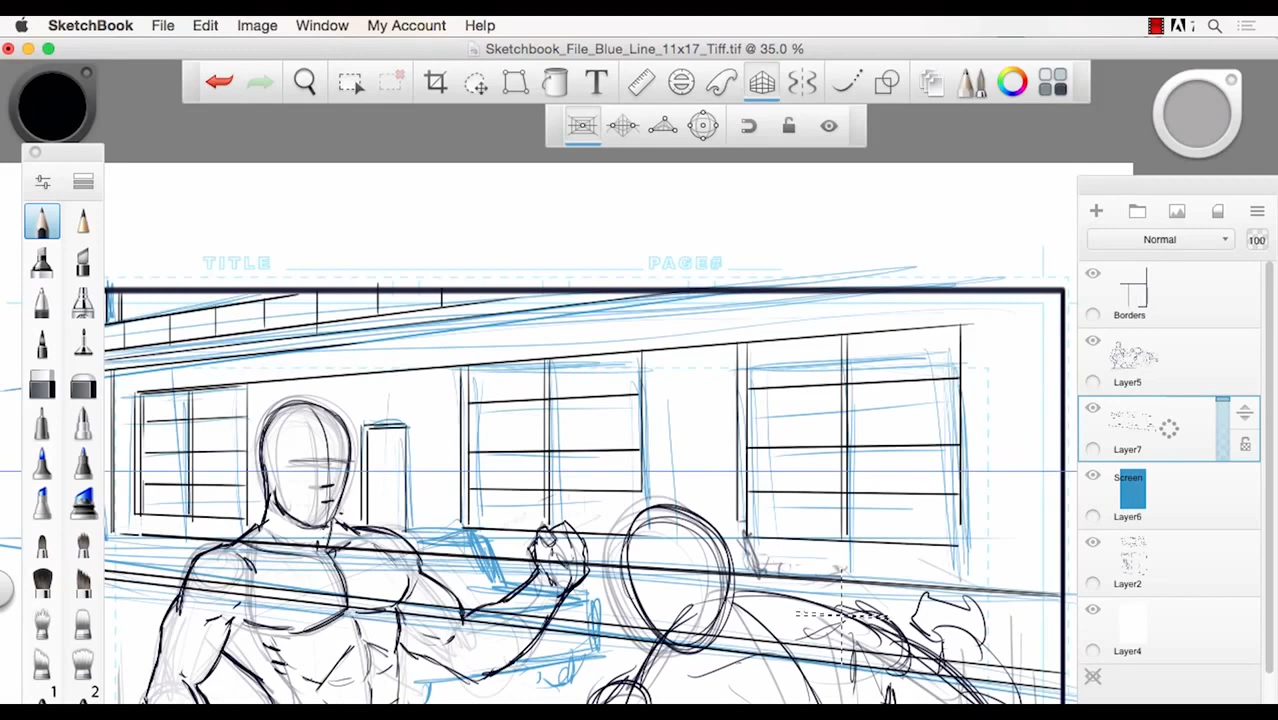 SketchBook File Edit Image Window My Account Help
Sketchbook_File_Blue_Line_11x17_Tiff.tif @ 35.0 %
T
Normal 100
TITLE PAGE#
Borders
Layer5
Layer7
Screen
Layer6
Layer2
Layer4
1 2